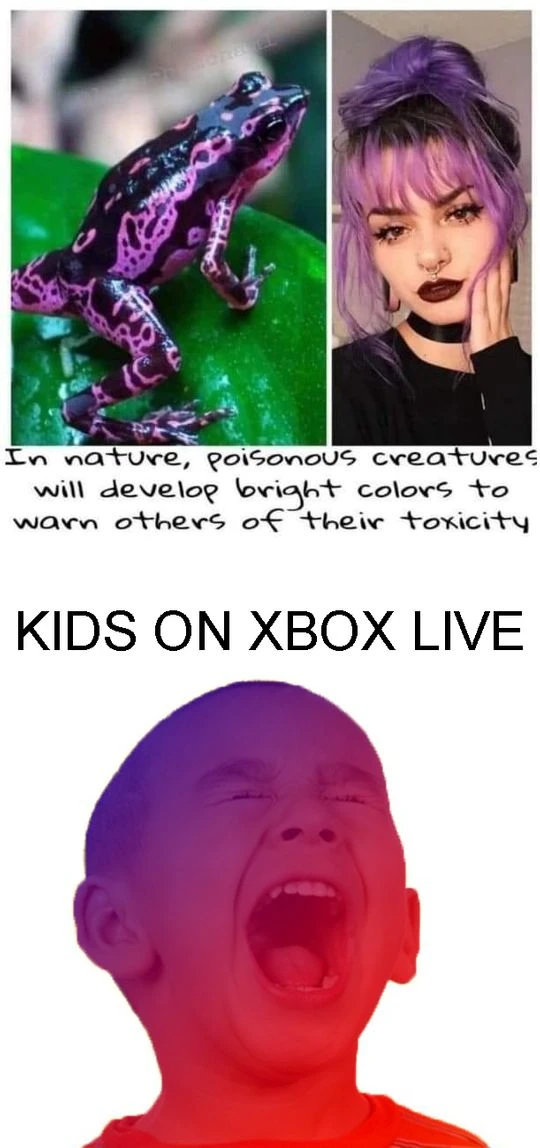 In nature, poisonous creatures
will develop bright colors to
warn others of their toxicity
KIDS ON XBOX LIVE